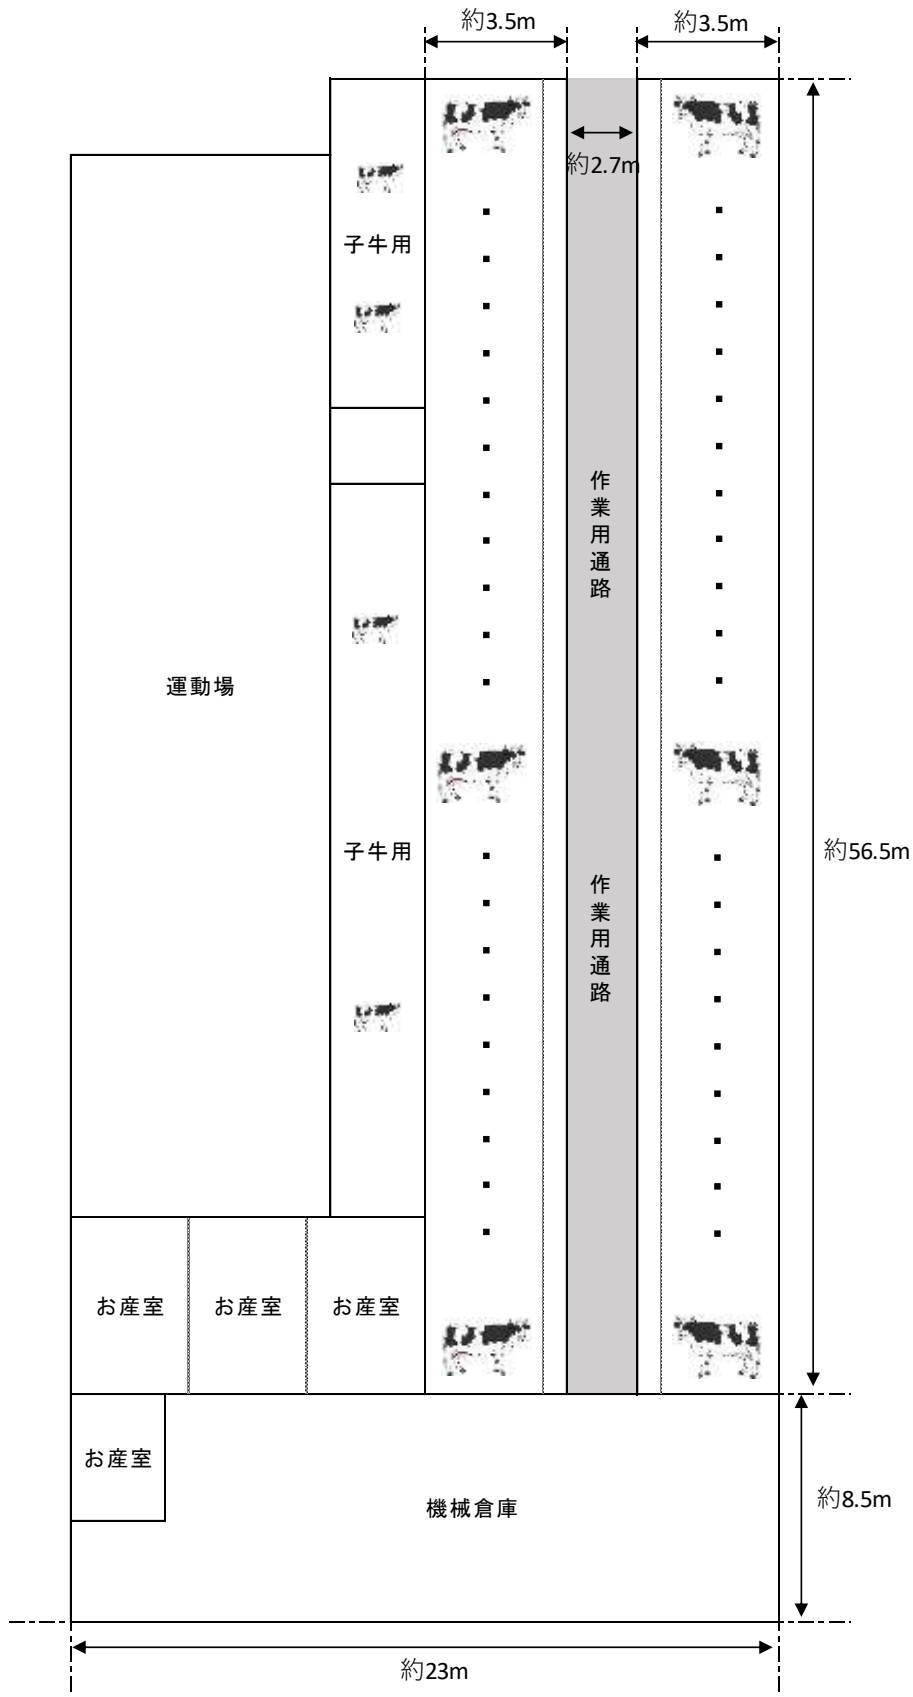 約3.5m
約3.5m
約2.7m
子牛用
作業用通路
運動場
子牛用
約56.5m
作業用通路
お産室
お産室
お産室
お産室
機械倉庫
約8.5m
約23m